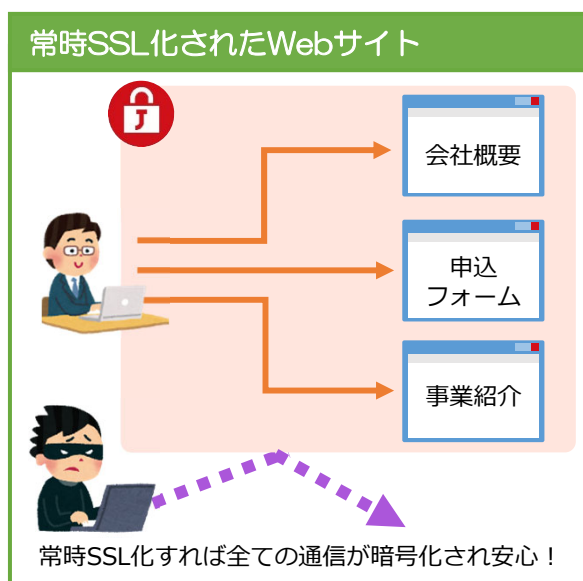 常時SSL化されたWebサイト
J
会社概要
申込
フォーム
事業紹介
常時SSL化すれば全ての通信が暗号化され安心！